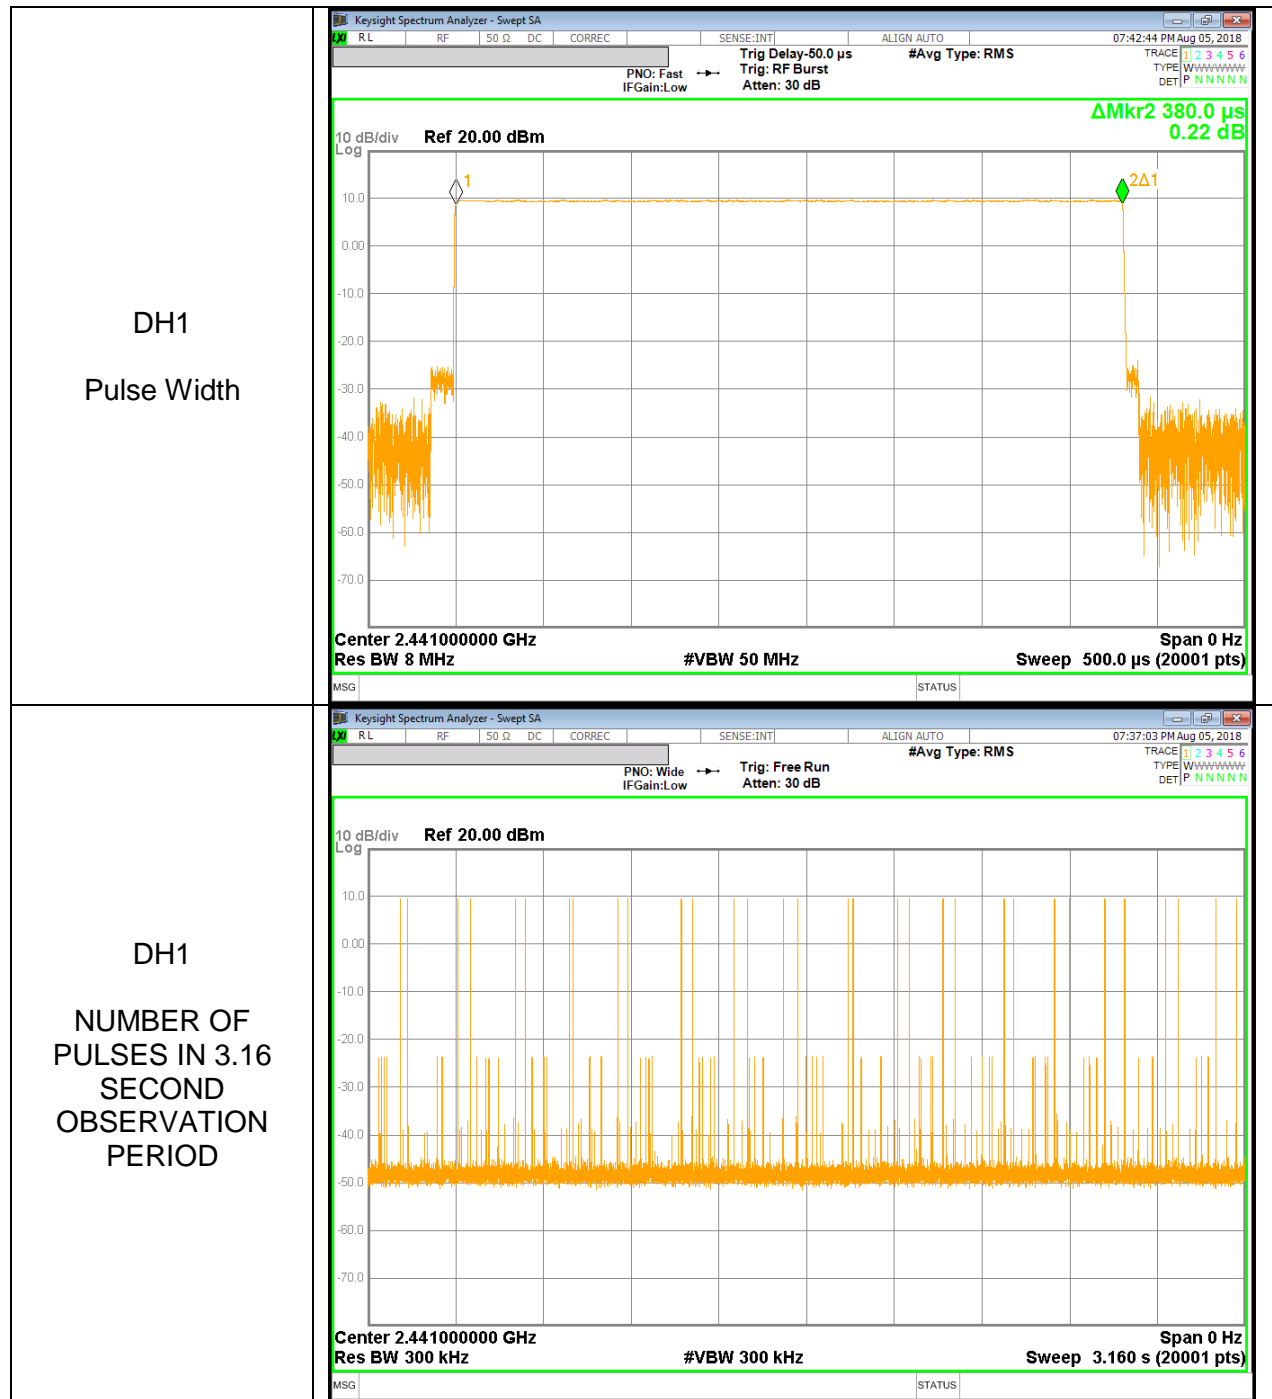 DH1
Pulse Width
Keysight Spectrum Analyzer - Swept SA
LXI RL RF 50 Ω DC CORREC SENSE:INT ALIGN AUTO 07:42:44 PM Aug 05, 2018
PNO: Fast
IFGain:Low
Trig Delay-50.0 µs
Trig: RF Burst
Atten: 30 dB
#Avg Type: RMS
TRACE 1 2 3 4 5 6
TYPE WWWWWW
DET P N N N N N
ΔMkr2 380.0 µs
0.22 dB
10 dB/div Ref 20.00 dBm
Log
1
2Δ1
10.0
0.00
-10.0
-20.0
-30.0
-40.0
-50.0
-60.0
-70.0
Center 2.441000000 GHz Span 0 Hz
Res BW 8 MHz #VBW 50 MHz Sweep 500.0 µs (20001 pts)
MSG STATUS
DH1
NUMBER OF
PULSES IN 3.16
SECOND
OBSERVATION
PERIOD
Keysight Spectrum Analyzer - Swept SA
LXI RL RF 50 Ω DC CORREC SENSE:INT ALIGN AUTO 07:37:03 PM Aug 05, 2018
PNO: Wide
IFGain:Low
Trig: Free Run
Atten: 30 dB
#Avg Type: RMS
TRACE 1 2 3 4 5 6
TYPE WWWWWW
DET P N N N N N
10 dB/div Ref 20.00 dBm
Log
10.0
0.00
-10.0
-20.0
-30.0
-40.0
-50.0
-60.0
-70.0
Center 2.441000000 GHz Span 0 Hz
Res BW 300 kHz #VBW 300 kHz Sweep 3.160 s (20001 pts)
MSG STATUS